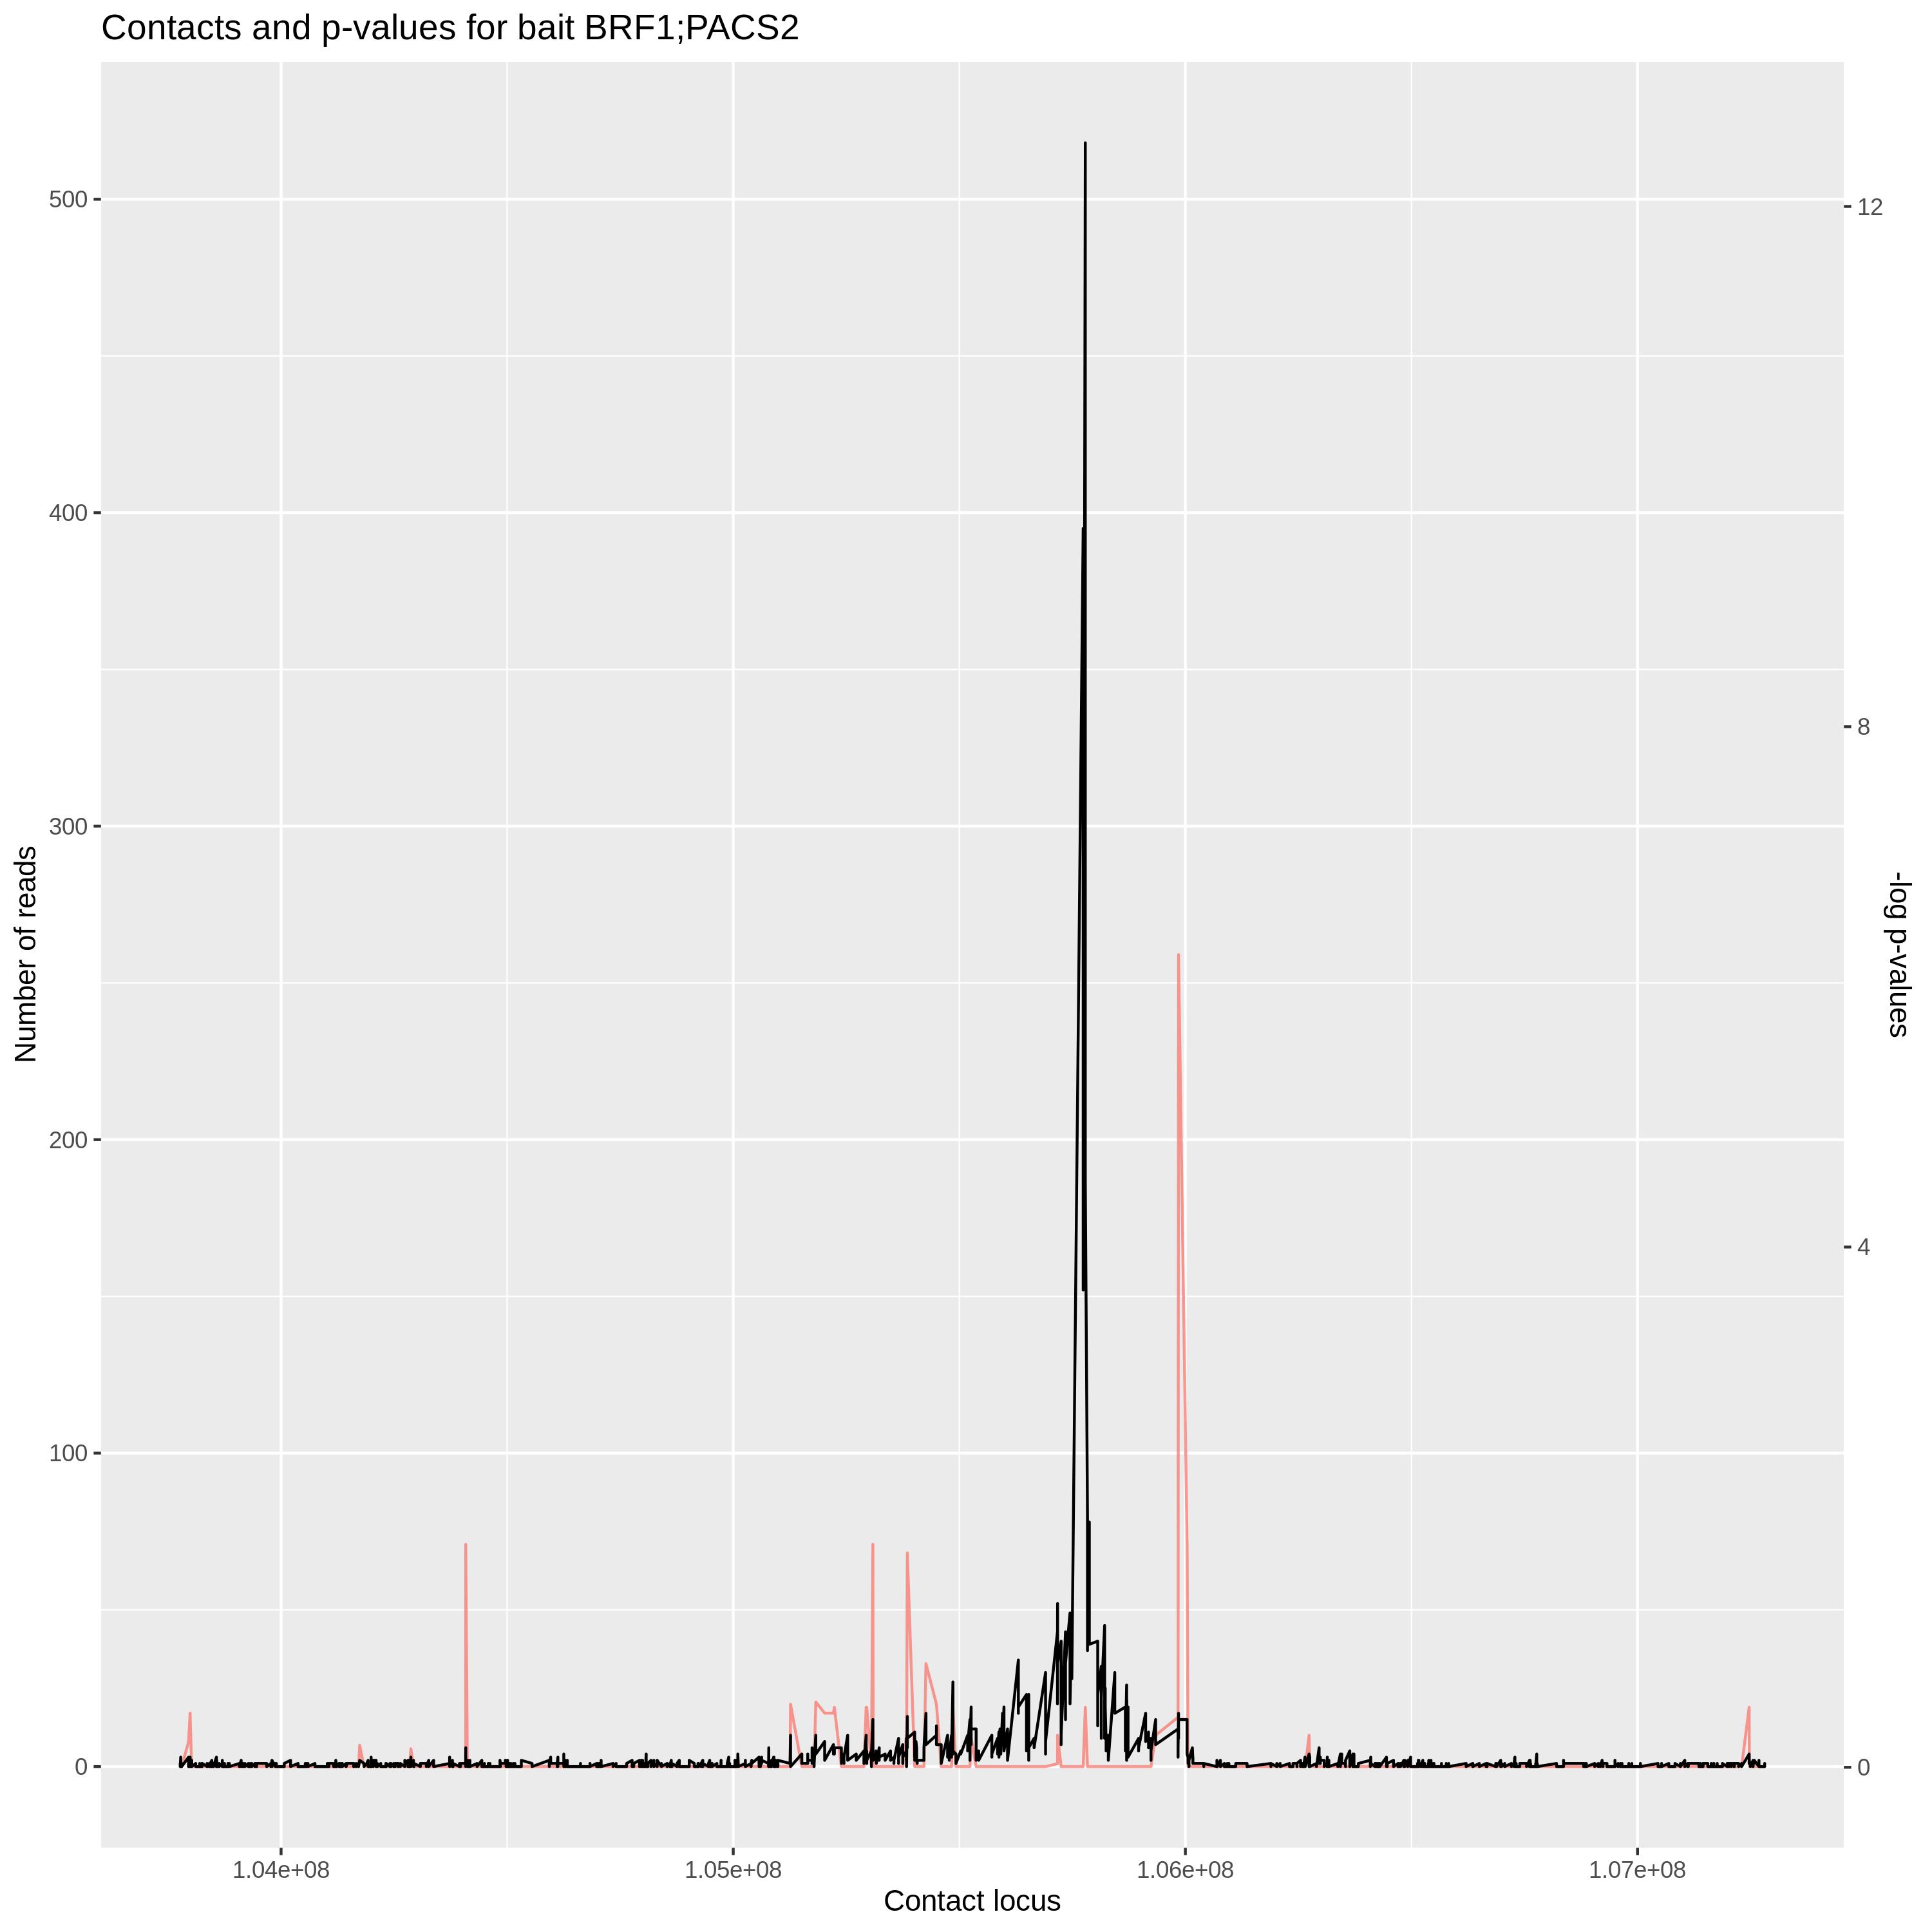 Contacts and p-values for bait BRF1;PACS2
500
400
300
200
100
0
Number of reads
12
8
4
0
-log p-values
1.04e+08
1.05e+08
1.06e+08
1.07e+08
Contact locus